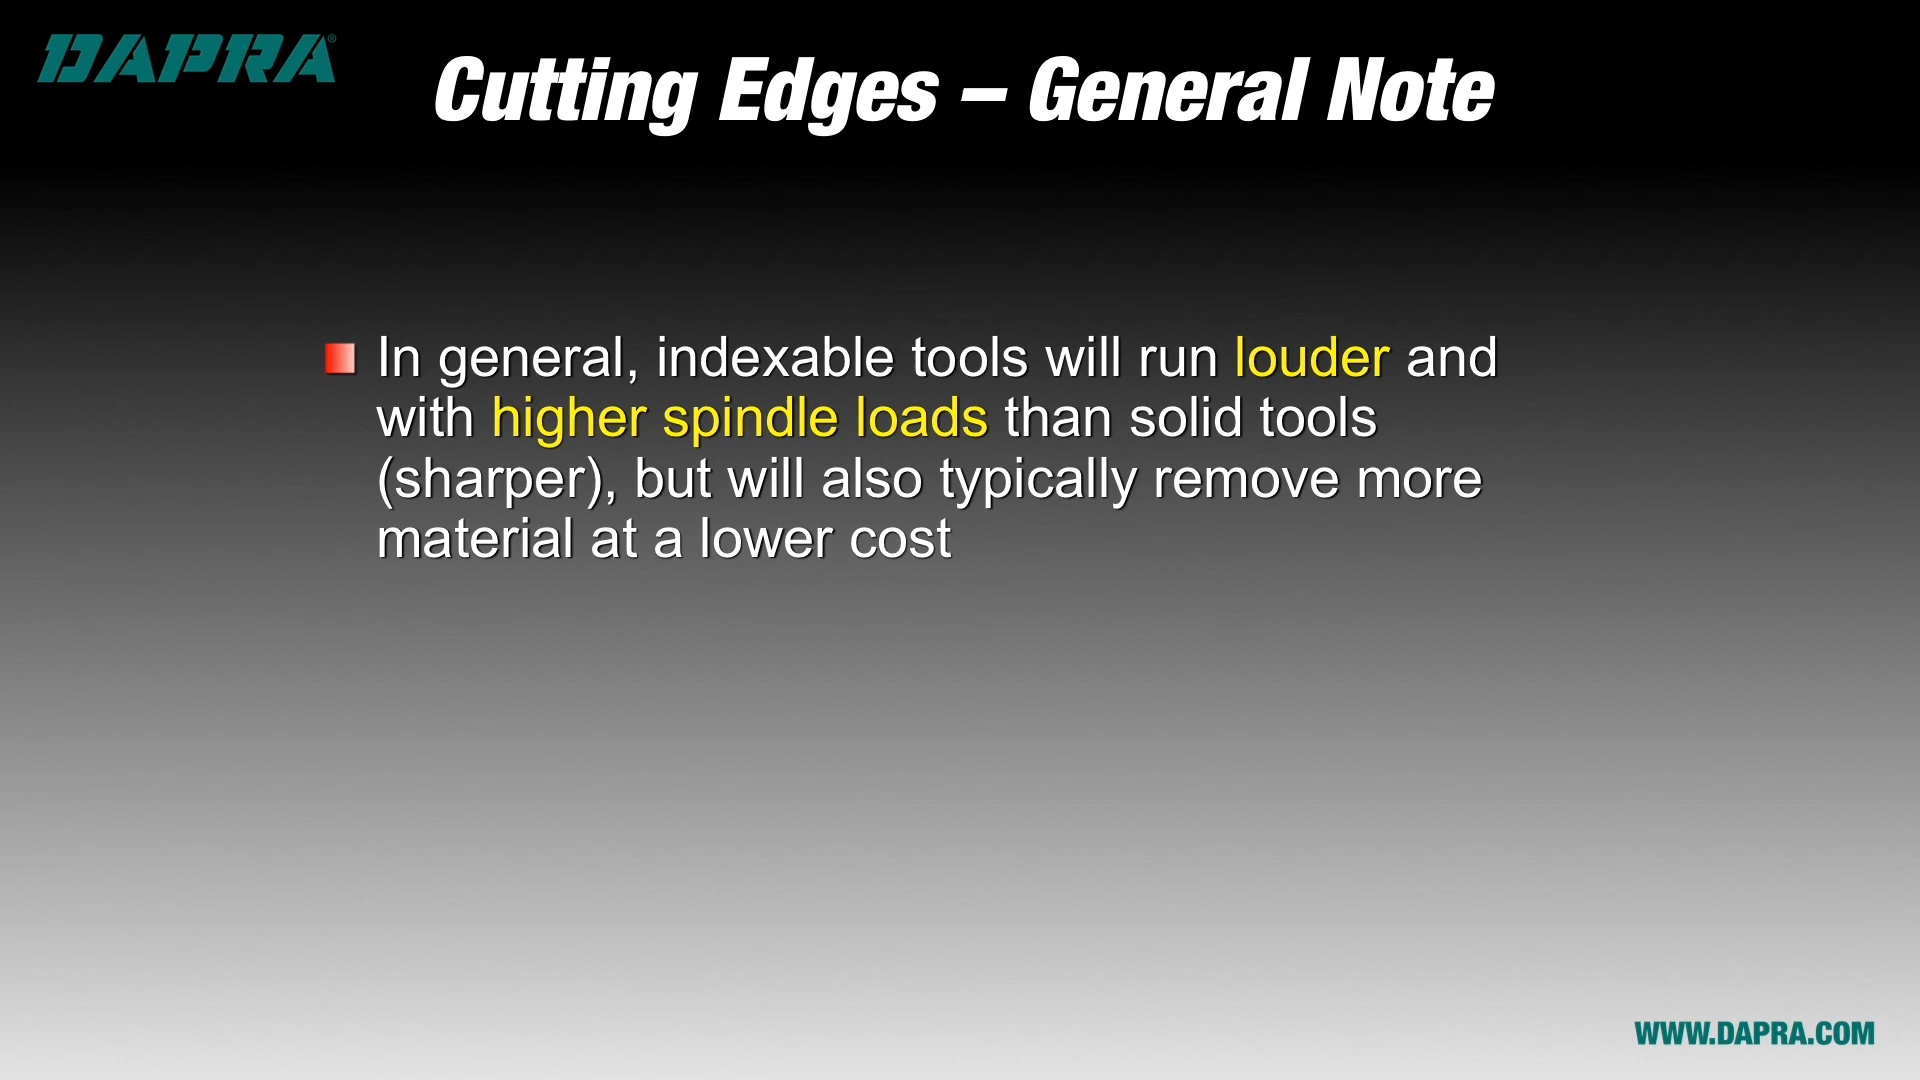 DAPRA®
Cutting Edges – General Note
In general, indexable tools will run louder and
with higher spindle loads than solid tools
(sharper), but will also typically remove more
material at a lower cost
WWW.DAPRA.COM